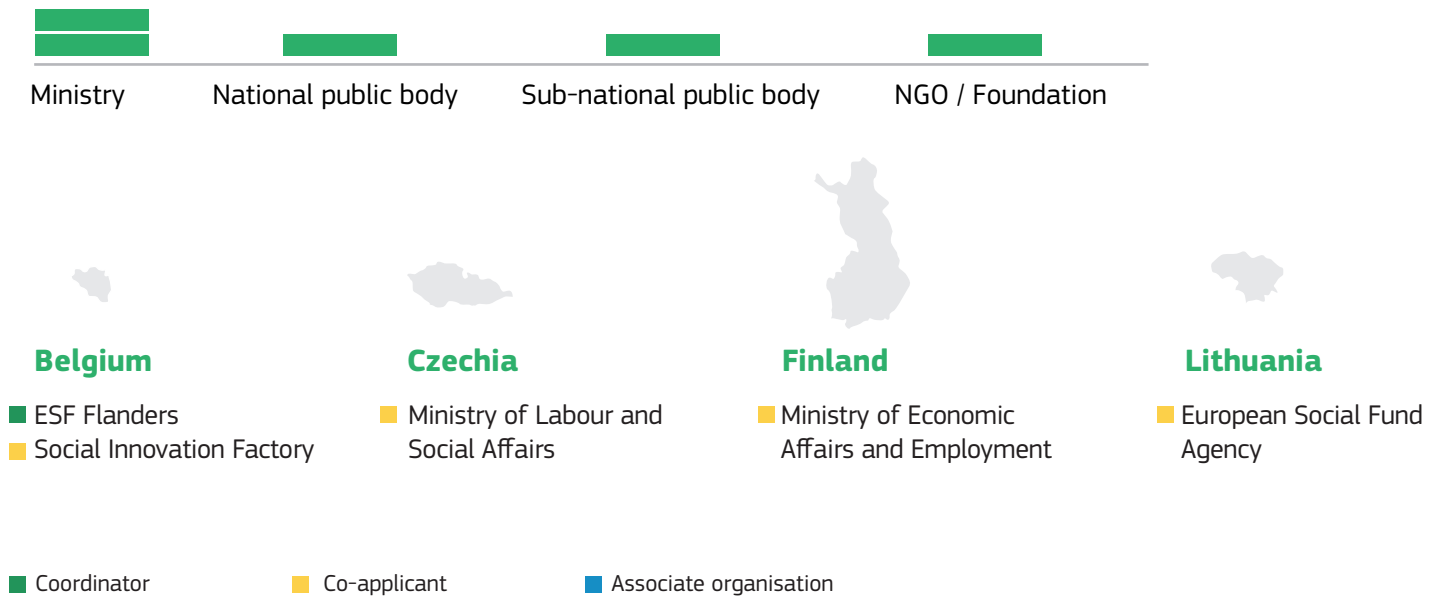 Ministry
National public body
Sub-national public body
NGO / Foundation
Belgium
ESF Flanders
Social Innovation Factory
Czechia
Ministry of Labour and
Social Affairs
Finland
Ministry of Economic
Affairs and Employment
Lithuania
European Social Fund
Agency
Coordinator
Co-applicant
Associate organisation